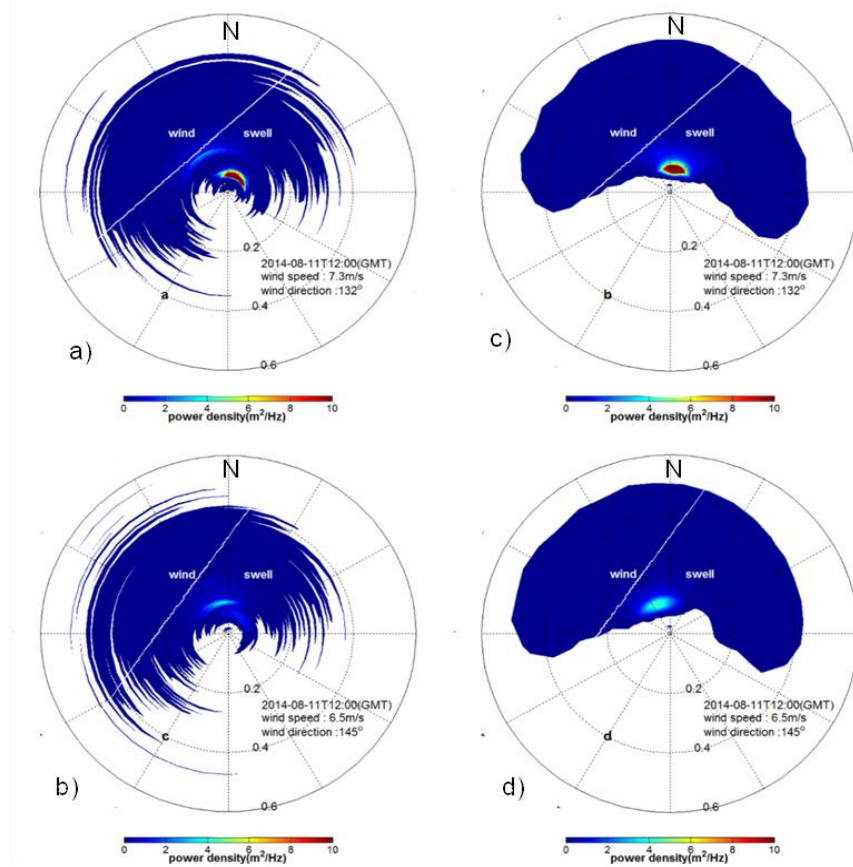 N
wind swell
0.2
2014-08-11T12:00(GMT)
wind speed : 7.3m/s
wind direction :132°
a
0.4
a)
0.6
0 2 4 6 8 10
power density(m²/Hz)
N
wind swell
0.2
2014-08-11T12:00(GMT)
wind speed : 7.3m/s
wind direction :132°
b
0.4
c)
0.6
0 2 4 6 8 10
power density(m²/Hz)
N
wind swell
0.2
2014-08-11T12:00(GMT)
wind speed : 6.5m/s
wind direction :145°
c
0.4
b)
0.6
0 2 4 6 8 10
power density(m²/Hz)
N
wind swell
0.2
2014-08-11T12:00(GMT)
wind speed : 6.5m/s
wind direction :145°
d
0.4
d)
0.6
0 2 4 6 8 10
power density(m²/Hz)